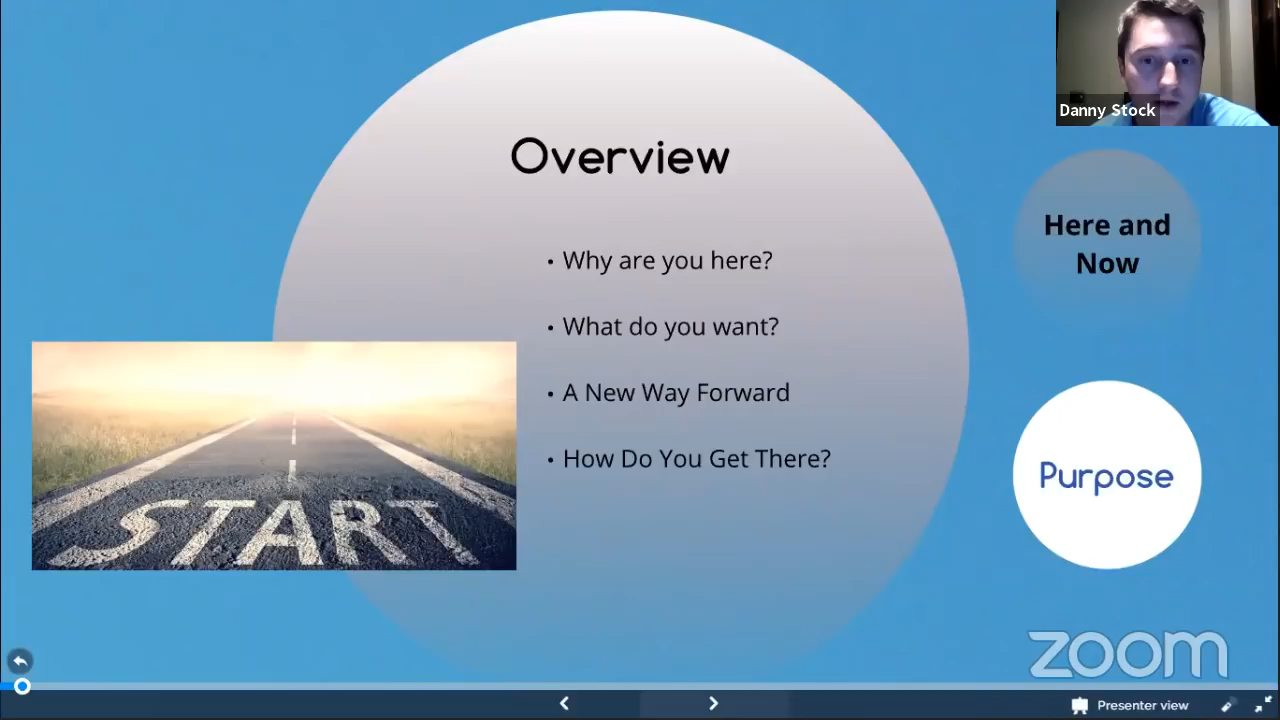 Danny Stock
Overview
• Why are you here?
• What do you want?
• A New Way Forward
• How Do You Get There?
START
Here and
Now
Purpose
zoom
Presenter view